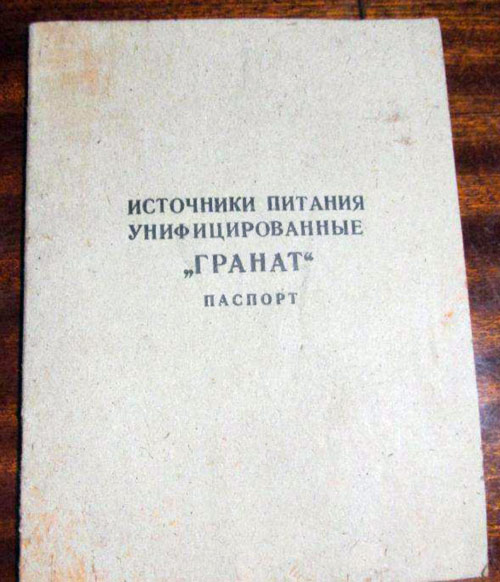 ИСТОЧНИКИ ПИТАНИЯ
УНИФИЦИРОВАННЫЕ
„ГРАНАТ“
ПАСПОРТ